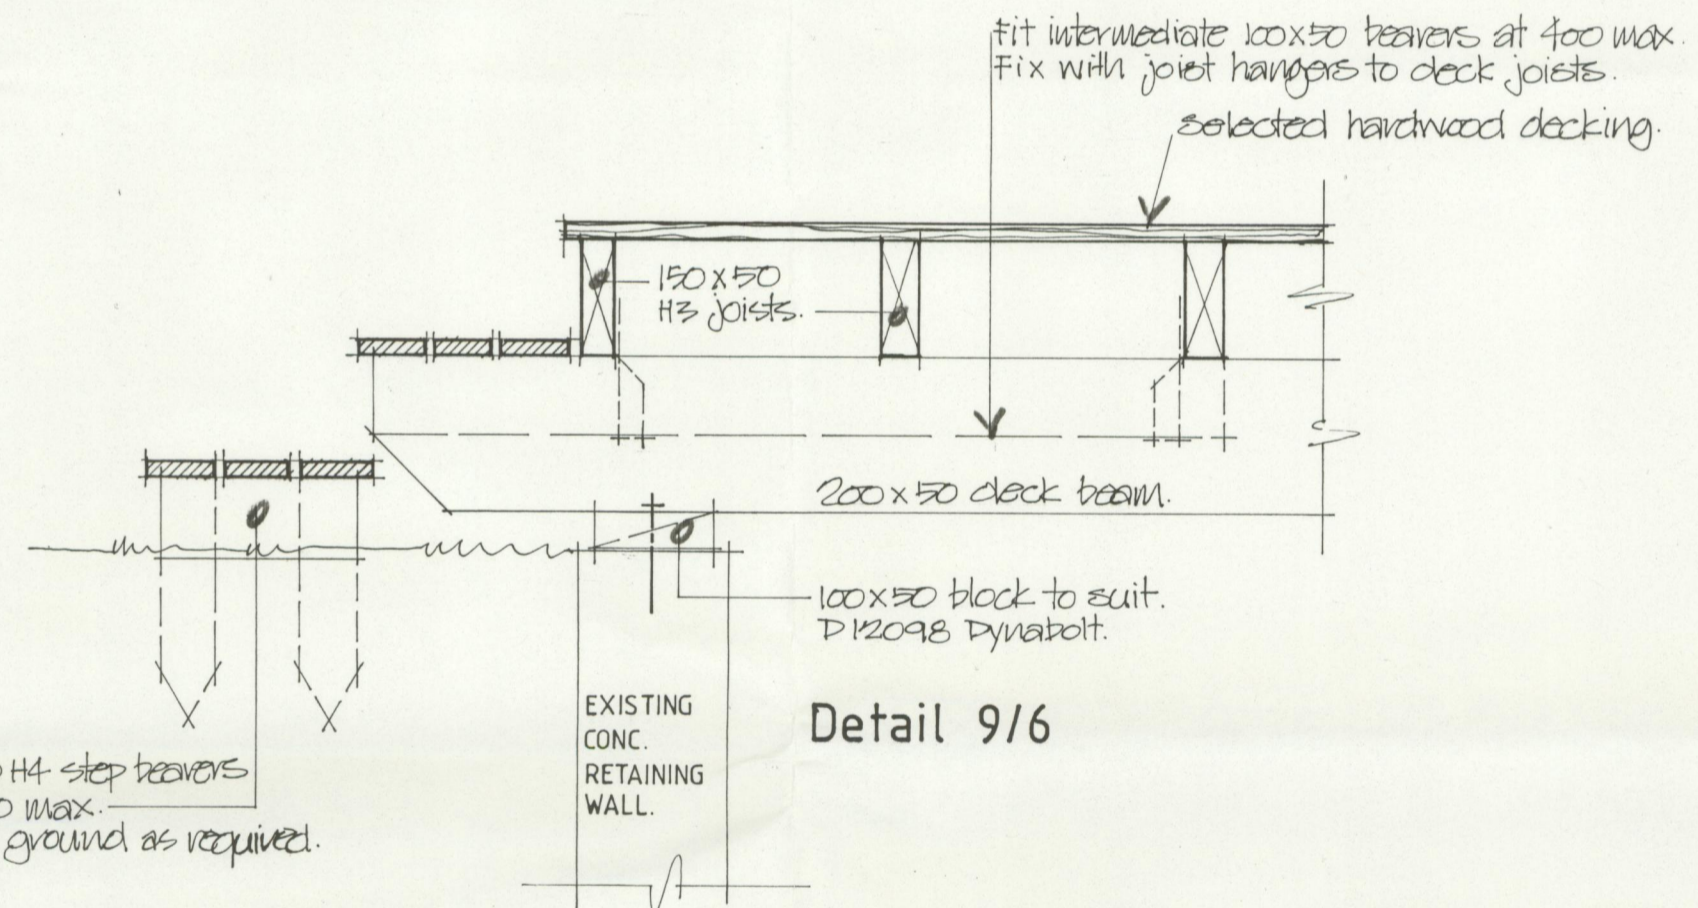 Fit intermediate 100x50 bearers at 400 max.
Fix with joist hangers to deck joists.
selected hardwood decking.
150x50
H3 joists.
200x50 deck beam.
100x50 block to suit.
D12098 Dynabolt.
EXISTING
CONC.
RETAINING
WALL.
Detail 9/6
H4 step bearers
0 max.
ground as required.